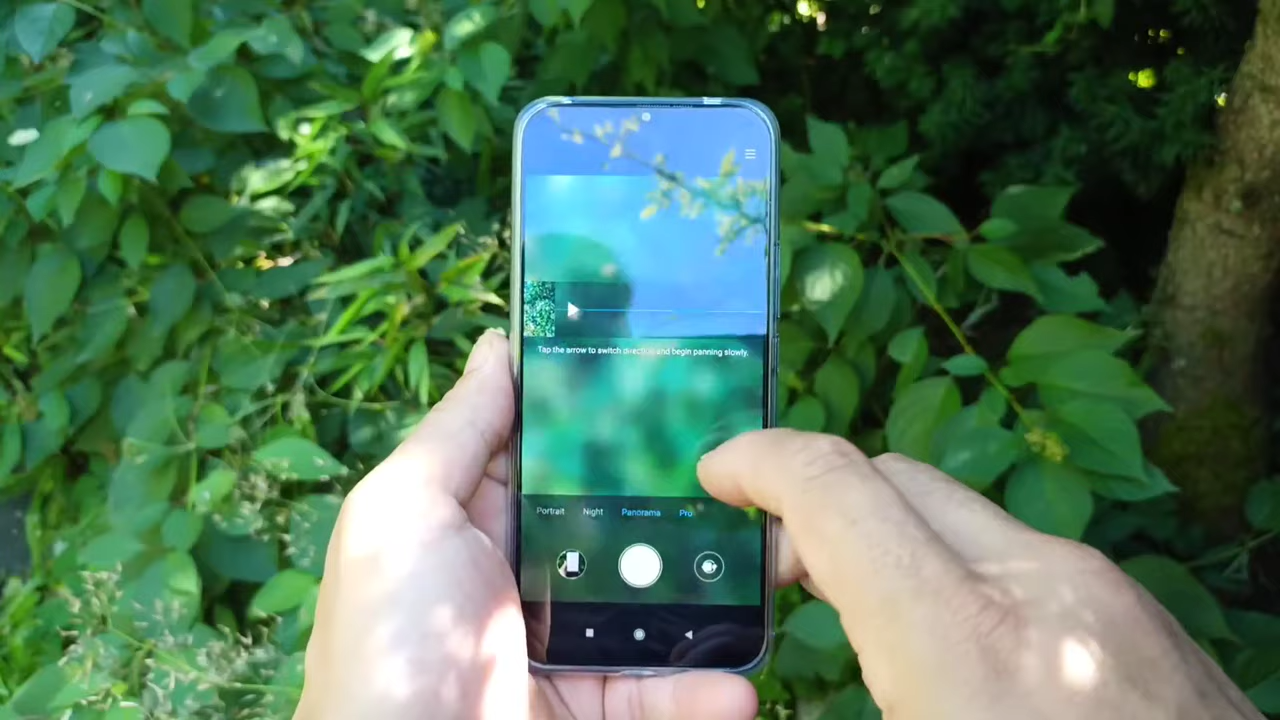 Tap the arrow to switch direction and begin panning slowly.
Portrait Night Panorama Pro